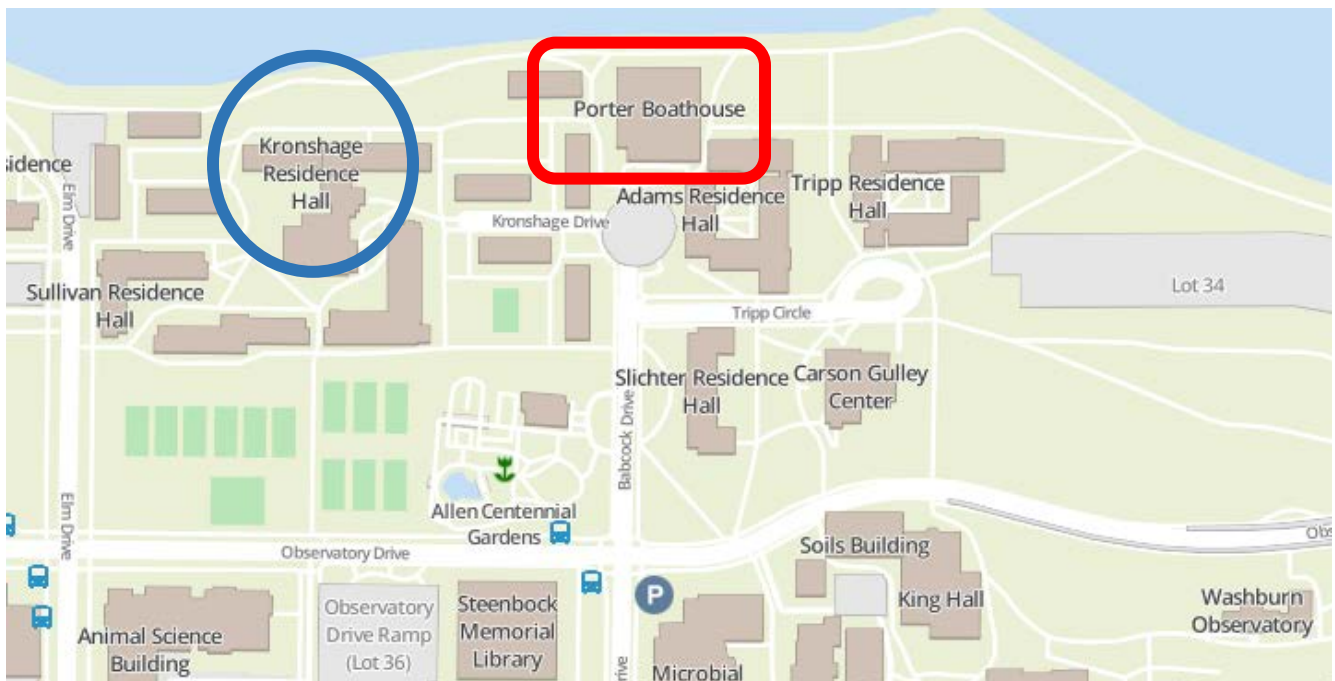 Porter Boathouse
Kronshage
Residence
Hall
sidence
Elm Drive
Adams Residence
Hall
Tripp Residence
Hall
Kronshage Drive
Sullivan Residence
Hall
Lot 34
Tripp Circle
Slichter Residence
Hall
Carson Gulley
Center
Babcock Drive
Elm Drive
Allen Centennial
Gardens
Observatory Drive
Obs
Soils Building
P
King Hall
Washburn
Observatory
Observatory
Drive Ramp
(Lot 36)
Steenbock
Memorial
Library
Animal Science
Building
Microbial
rive